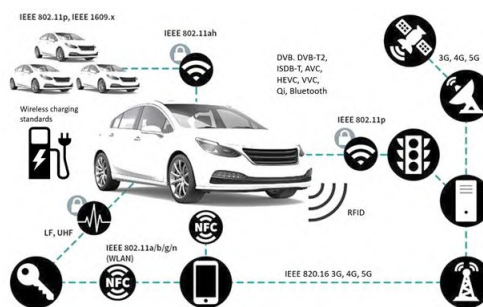 IEEE 802.11p, IEEE 1609.x
IEEE 802.11ah
DVB. DVB-T2,
ISDB-T, AVC,
HEVC, VVC,
Qi, Bluetooth
3G, 4G, 5G
Wireless charging
standards
IEEE 802.11p
RFID
LF, UHF
NFC
IEEE 802.11a/b/g/n
(WLAN)
NFC
IEEE 820.16 3G, 4G, 5G